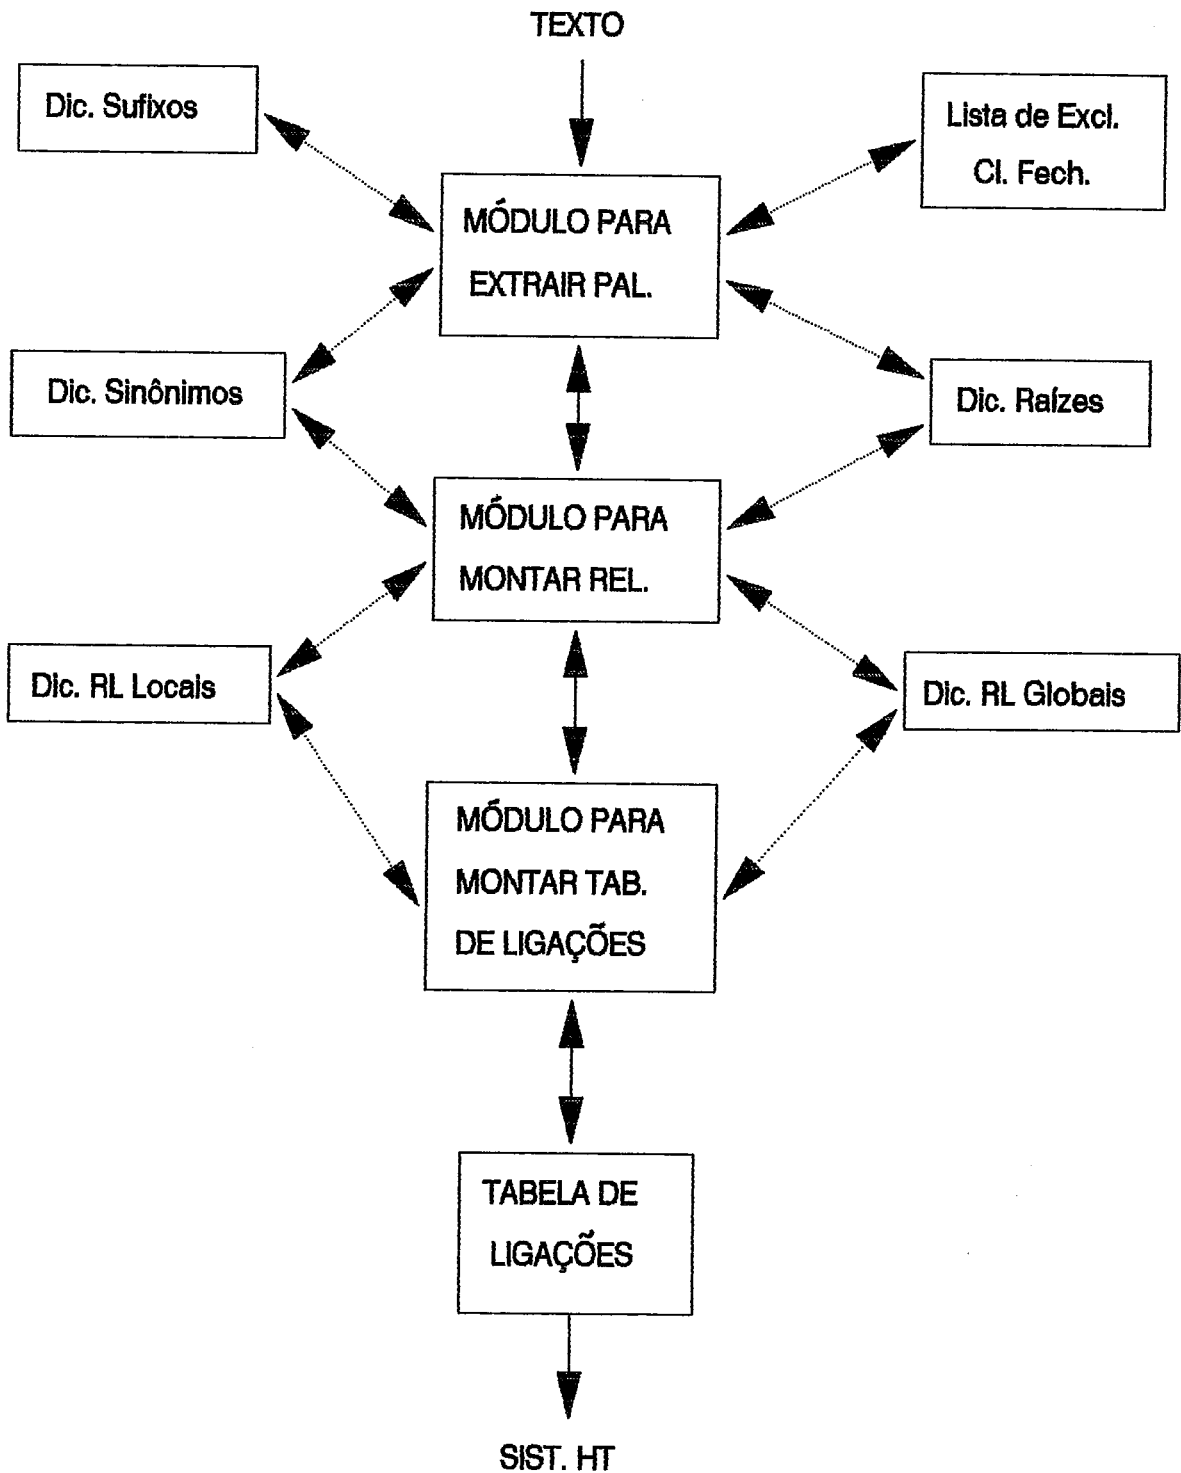 TEXTO
Dic. Sufixos
Lista de Excl.
Cl. Fech.
MÓDULO PARA
EXTRAIR PAL.
Dic. Sinônimos
Dic. Raízes
MÓDULO PARA
MONTAR REL.
Dic. RL Locais
Dic. RL Globais
MÓDULO PARA
MONTAR TAB.
DE LIGAÇÕES
TABELA DE
LIGAÇÕES
SIST. HT